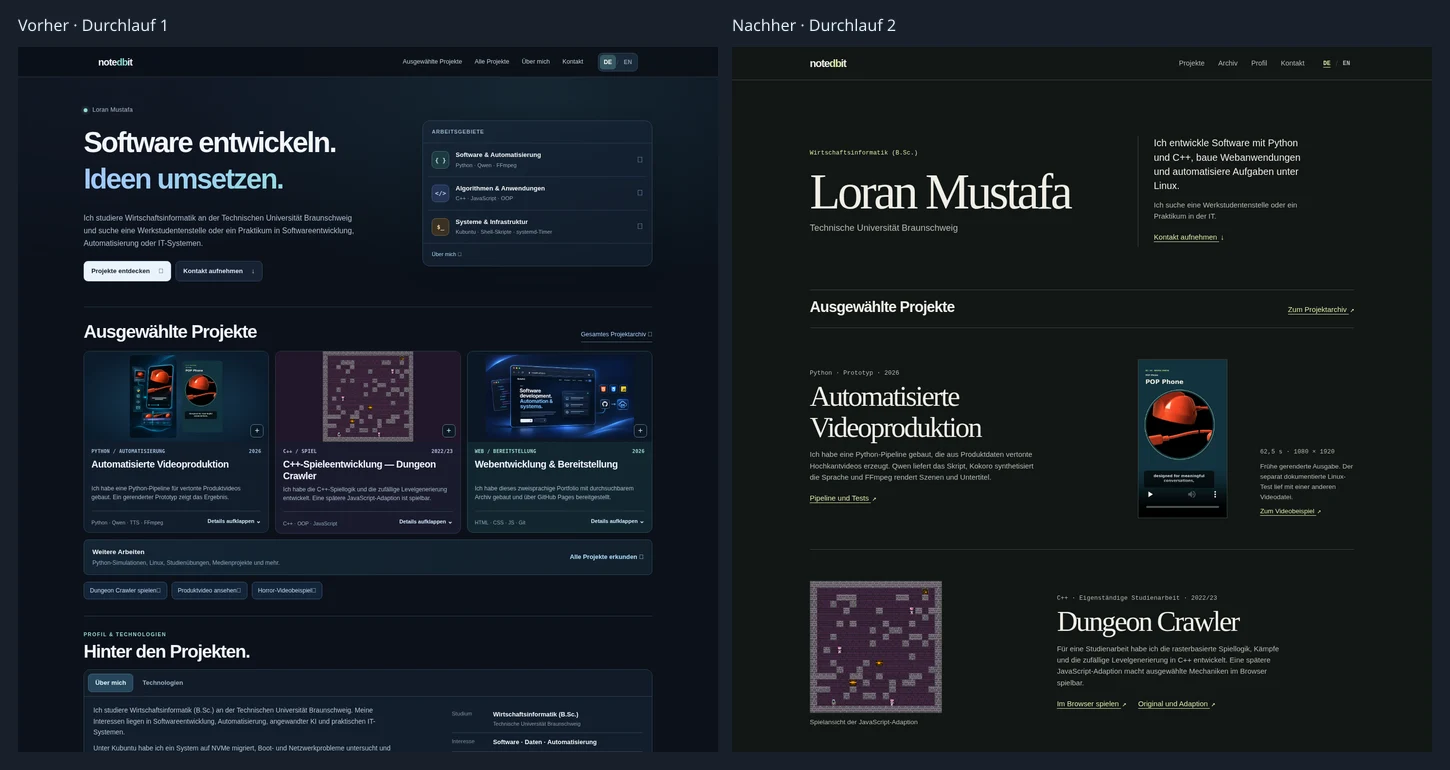 Vorher · Durchlauf 1
notedbit
Ausgewählte Projekte
Alle Projekte
Über mich
Kontakt
DE
EN
Loran Mustafa
Software entwickeln.
Ideen umsetzen.
Ich studiere Wirtschaftsinformatik an der Technischen Universität Braunschweig
und suche eine Werkstudentenstelle oder ein Praktikum in Softwareentwicklung,
Automatisierung oder IT-Systemen.
Projekte entdecken
Kontakt aufnehmen ↓
ARBEITSGEBIETE
{ }
Software & Automatisierung
Python · Qwen · FFmpeg
</>
Algorithmen & Anwendungen
C++ · JavaScript · OOP
$_
Systeme & Infrastruktur
Kubuntu · Shell-Skripte · systemd-Timer
Über mich
Ausgewählte Projekte
Gesamtes Projektarchiv
POP Phone
+
PYTHON / AUTOMATISIERUNG 2026
Automatisierte Videoproduktion
Ich habe eine Python-Pipeline für vertonte Produktvideos
gebaut. Ein gerenderter Prototyp zeigt das Ergebnis.
Python · Qwen · TTS · FFmpeg
Details aufklappen
+
C++ / SPIEL 2022/23
C++-Spieleentwicklung — Dungeon
Crawler
Ich habe die C++-Spiellogik und die zufällige Levelgenerierung
entwickelt. Eine spätere JavaScript-Adaption ist spielbar.
C++ · OOP · JavaScript
Details aufklappen
Software
development.
Automation &
systems.
+
WEB / BEREITSTELLUNG 2026
Webentwicklung & Bereitstellung
Ich habe dieses zweisprachige Portfolio mit durchsuchbarem
Archiv gebaut und über GitHub Pages bereitgestellt.
HTML · CSS · JS · Git
Details aufklappen
Weitere Arbeiten
Python-Simulationen, Linux, Studienübungen, Medienprojekte und mehr.
Alle Projekte erkunden
Dungeon Crawler spielen
Produktvideo ansehen
Horror-Videobeispiel
PROFIL & TECHNOLOGIEN
Hinter den Projekten.
Über mich
Technologien
Ich studiere Wirtschaftsinformatik (B.Sc.) an der Technischen Universität Braunschweig. Meine
Interessen liegen in Softwareentwicklung, Automatisierung, angewandter KI und praktischen IT-
Systemen.
Unter Kubuntu habe ich ein System auf NVMe migriert, Boot- und Netzwerkprobleme untersucht und
Studium
Wirtschaftsinformatik (B.Sc.)
Technische Universität Braunschweig
Interesse
Software · Daten · Automatisierung
Nachher · Durchlauf 2
notedbit
Projekte
Archiv
Profil
Kontakt
DE / EN
Wirtschaftsinformatik (B.Sc.)
Loran Mustafa
Technische Universität Braunschweig
Ich entwickle Software mit Python
und C++, baue Webanwendungen
und automatisiere Aufgaben unter
Linux.
Ich suche eine Werkstudentenstelle oder ein
Praktikum in der IT.
Kontakt aufnehmen ↓
Ausgewählte Projekte
Zum Projektarchiv ↗
Python · Prototyp · 2026
Automatisierte
Videoproduktion
Ich habe eine Python-Pipeline gebaut, die aus Produktdaten vertonte
Hochkantvideos erzeugt. Qwen liefert das Skript, Kokoro synthetisiert
die Sprache und FFmpeg rendert Szenen und Untertitel.
Pipeline und Tests ↗
POP Phone
POP Phone
designed for meaningful
conversations,
62,5 s · 1080 × 1920
Frühe gerenderte Ausgabe. Der
separat dokumentierte Linux-
Test lief mit einer anderen
Videodatei.
Zum Videobeispiel ↗
Spielansicht der JavaScript-Adaption
C++ · Eigenständige Studienarbeit · 2022/23
Dungeon Crawler
Für eine Studienarbeit habe ich die rasterbasierte Spiellogik, Kämpfe
und die zufällige Levelgenerierung in C++ entwickelt. Eine spätere
JavaScript-Adaption macht ausgewählte Mechaniken im Browser
spielbar.
Im Browser spielen ↗
Original und Adaption ↗